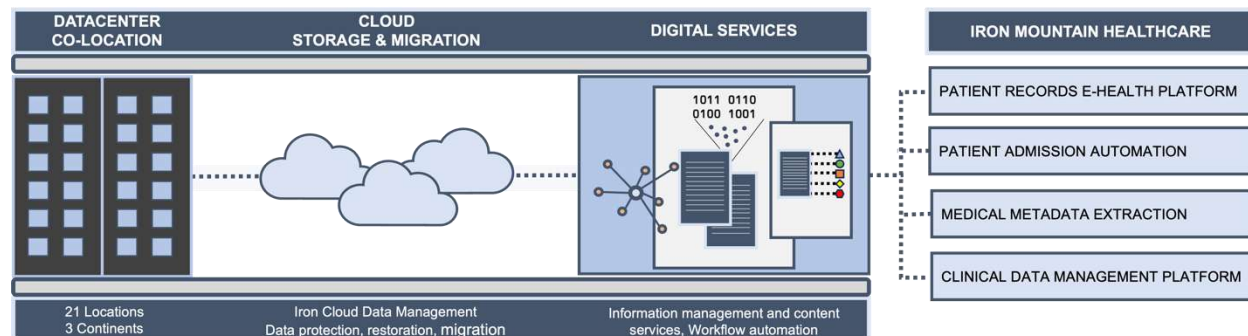 DATACENTER
CO-LOCATION
CLOUD
STORAGE & MIGRATION
DIGITAL SERVICES
IRON MOUNTAIN HEALTHCARE
1011 0110
0100 1001
PATIENT RECORDS E-HEALTH PLATFORM
PATIENT ADMISSION AUTOMATION
MEDICAL METADATA EXTRACTION
CLINICAL DATA MANAGEMENT PLATFORM
21 Locations
3 Continents
Iron Cloud Data Management
Data protection, restoration, migration
Information management and content
services, Workflow automation